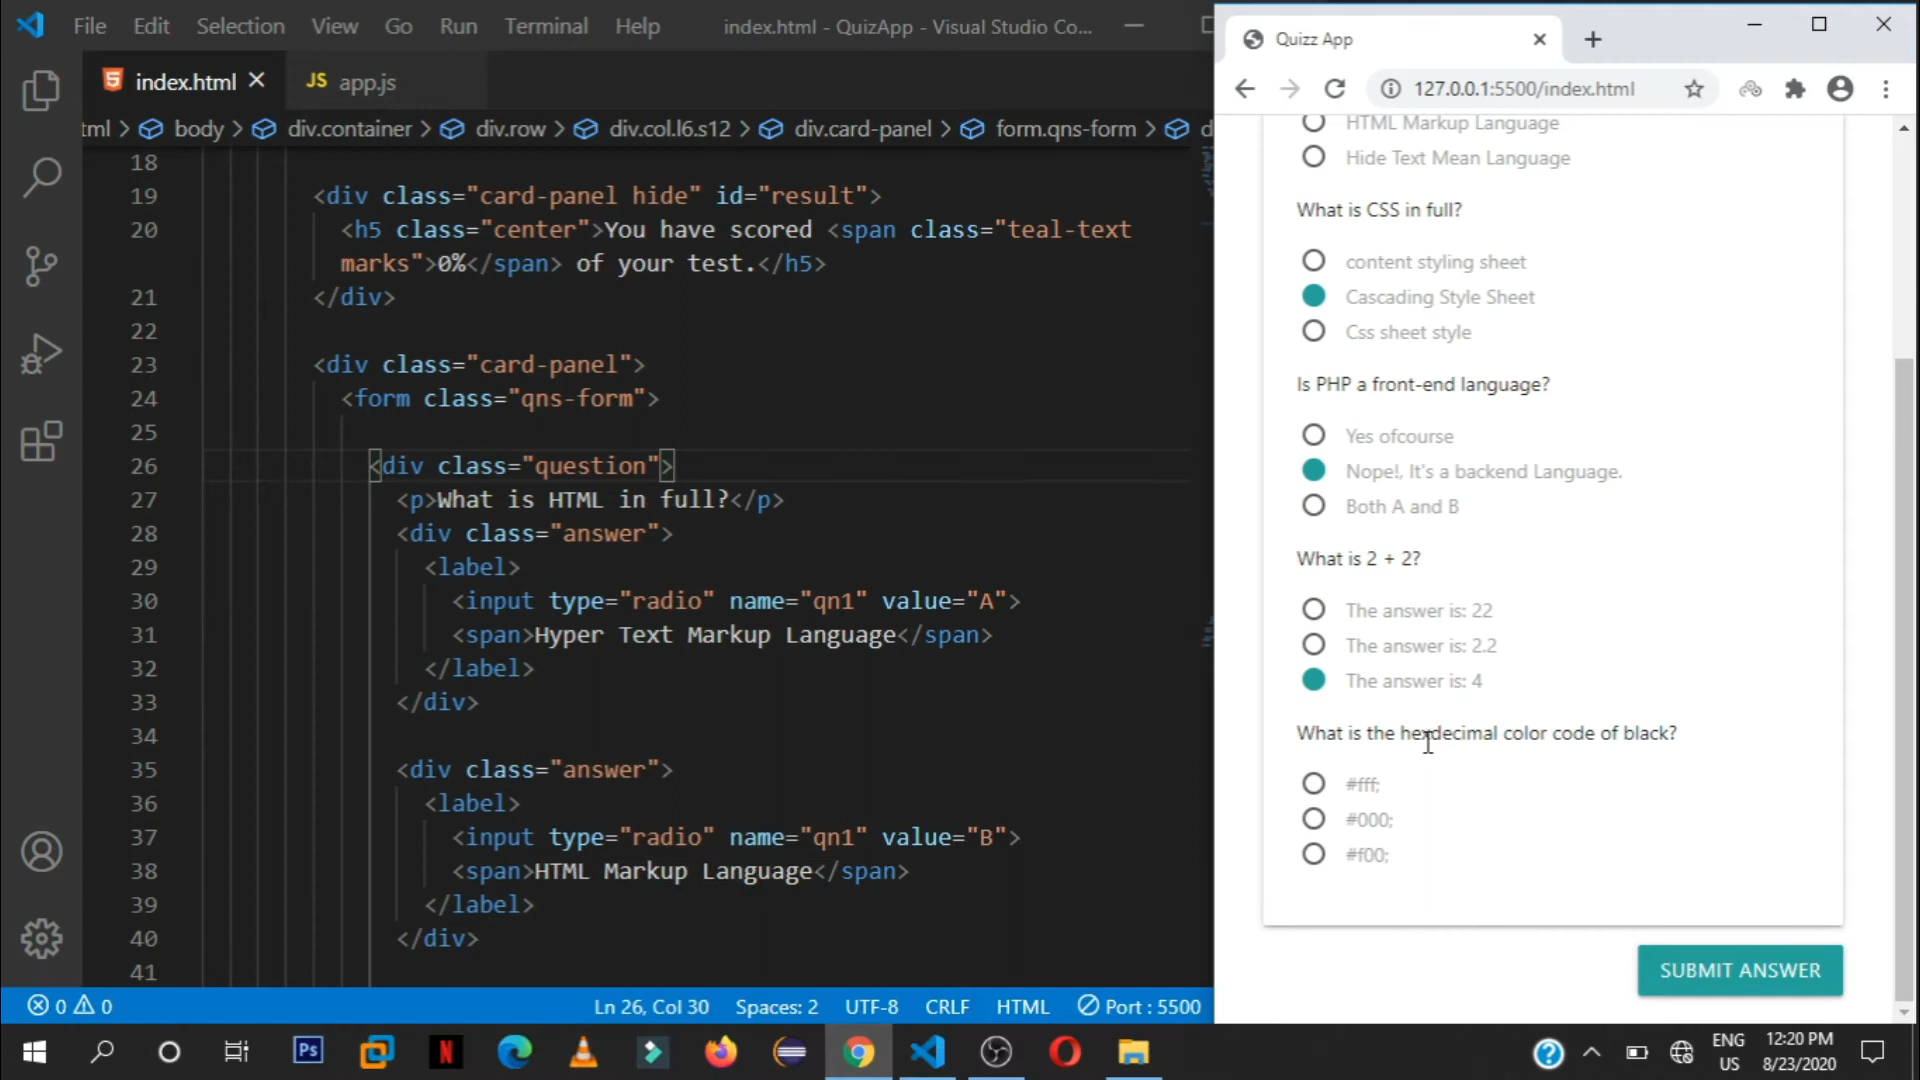 File Edit Selection View Go Run Terminal Help index.html - QuizApp - Visual Studio Co...
index.html
JS app.js
tml > body > div.container > div.row > div.col.l6.s12 > div.card-panel > form.qns-form >
18
19 <div class="card-panel hide" id="result">
20 <h5 class="center">You have scored <span class="teal-text
marks">0%</span> of your test.</h5>
21 </div>
22
23 <div class="card-panel">
24 <form class="qns-form">
25
26 <div class="question">
27 <p>What is HTML in full?</p>
28 <div class="answer">
29 <label>
30 <input type="radio" name="qn1" value="A">
31 <span>Hyper Text Markup Language</span>
32 </label>
33 </div>
34
35 <div class="answer">
36 <label>
37 <input type="radio" name="qn1" value="B">
38 <span>HTML Markup Language</span>
39 </label>
40 </div>
41
0 0 Ln 26, Col 30 Spaces: 2 UTF-8 CRLF HTML Port : 5500
Quizz App
127.0.0.1:5500/index.html
HTML Markup Language
Hide Text Mean Language
What is CSS in full?
content styling sheet
Cascading Style Sheet
Css sheet style
Is PHP a front-end language?
Yes ofcourse
Nope!, It's a backend Language.
Both A and B
What is 2 + 2?
The answer is: 22
The answer is: 2.2
The answer is: 4
What is the hexdecimal color code of black?
#fff;
#000;
#f00;
SUBMIT ANSWER
Ps
N
ENG
US
12:20 PM
8/23/2020